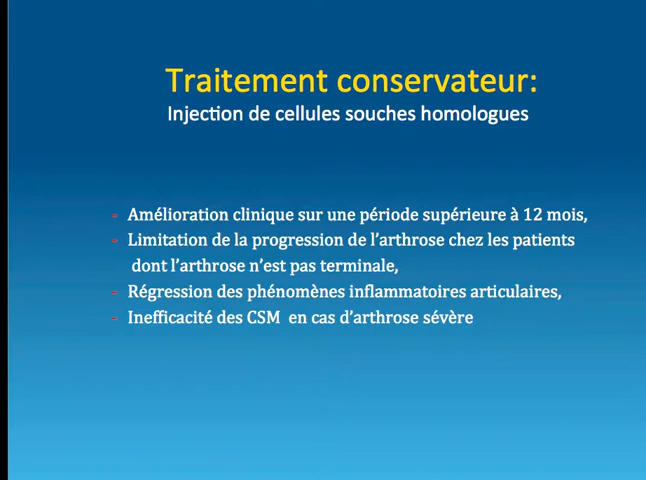 Traitement conservateur:
Injection de cellules souches homologues
- Amélioration clinique sur une période supérieure à 12 mois,
- Limitation de la progression de l’arthrose chez les patients
dont l’arthrose n’est pas terminale,
- Régression des phénomènes inflammatoires articulaires,
- Inefficacité des CSM en cas d’arthrose sévère